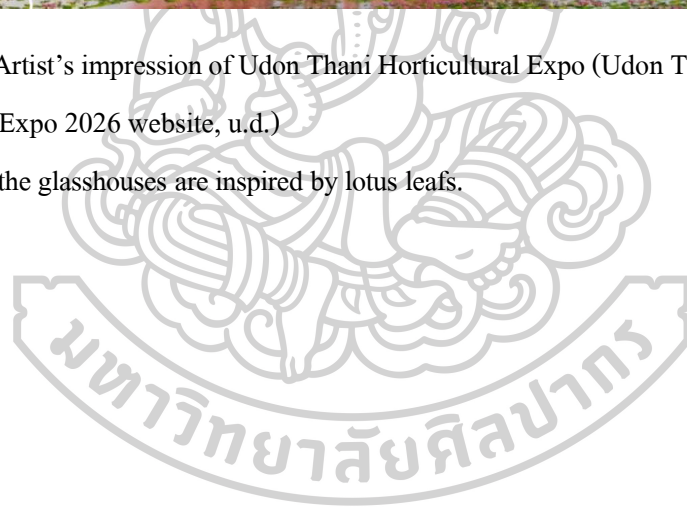 Artist’s impression of Udon Thani Horticultural Expo (Udon T
Expo 2026 website, u.d.)
the glasshouses are inspired by lotus leafs.
มหาวิทยาลัยศิลปากร